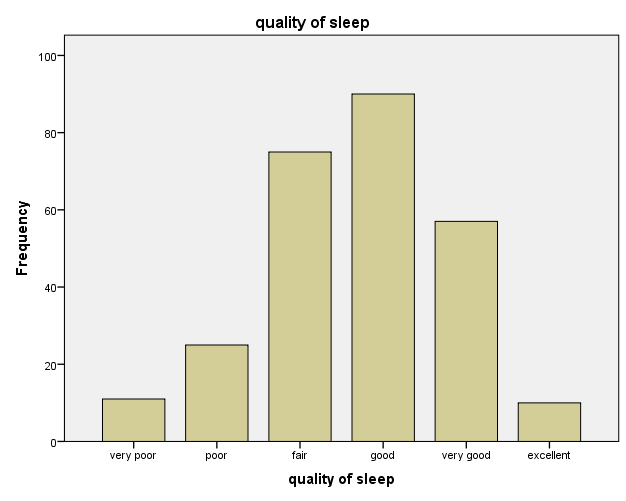 quality of sleep
Frequency
100
80
60
40
20
0
very poor poor fair good very good excellent
quality of sleep